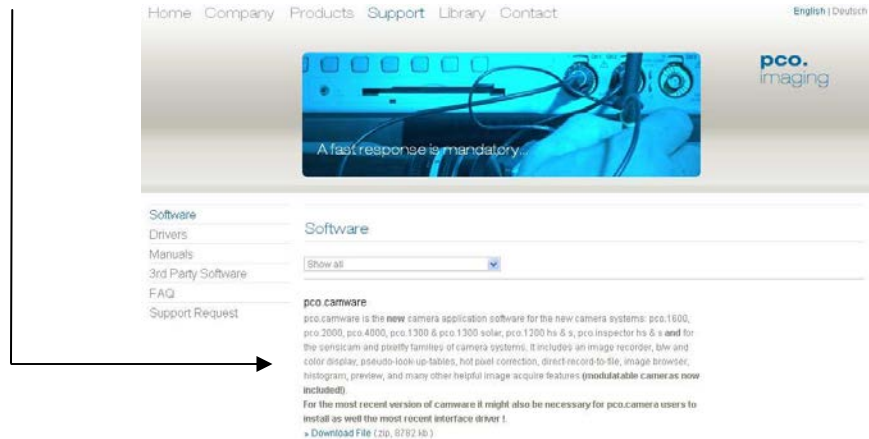 Home Company Products Support Library Contact
English | Deutsch
pco.
imaging
A fast response is mandatory...
Software
Drivers
Manuals
3rd Party Software
FAQ
Support Request
Software
Show all
pco.camware
pco.camware is the new camera application software for the new camera systems: pco.1600,
pco.2000, pco.4000, pco.1300 & pco.1300 solar, pco.1200 hs & s, pco.inspector hs & s and for
the sensicam and pixelfly families of camera systems. It includes an image recorder, b/w and
color display, pseudo-look-up-tables, hot pixel correction, direct-record-to-file, image browser,
histogram, preview, and many other helpful image acquire features (modulatable cameras now
included!).
For the most recent version of camware it might also be necessary for pco.camera users to
install as well the most recent interface driver !.
» Download File (zip, 8782 kb)